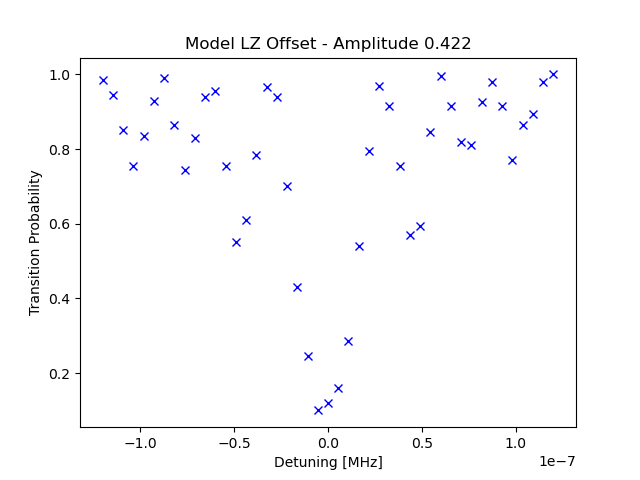 Model LZ Offset - Amplitude 0.422
1.0
0.8
0.6
0.4
0.2
Transition Probability
−1.0 −0.5 0.0 0.5 1.0
1e−7
Detuning [MHz]